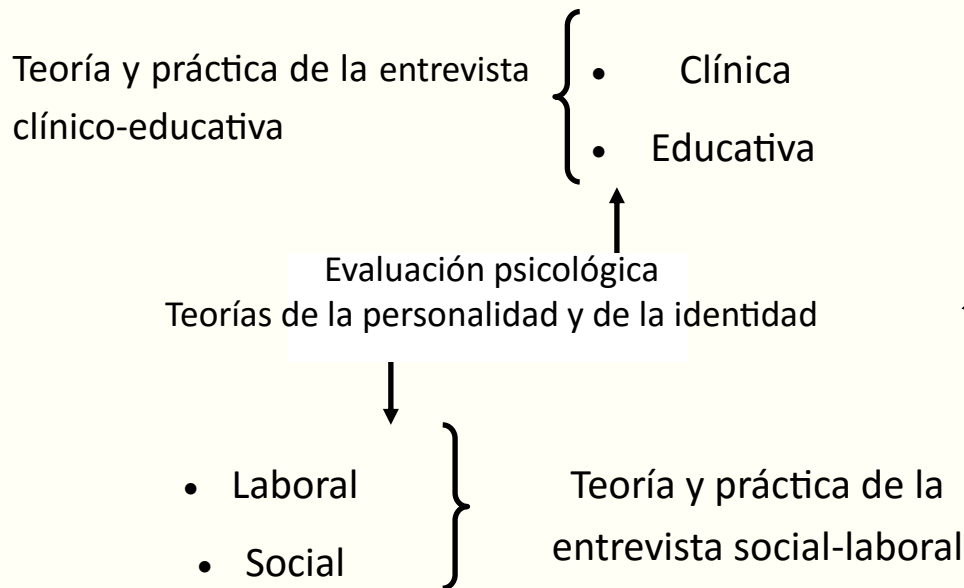 Teoría y práctica de la entrevista
clínico-educativa
• Clínica
• Educativa
Evaluación psicológica
Teorías de la personalidad y de la identidad
• Laboral
• Social
Teoría y práctica de la
entrevista social-laboral